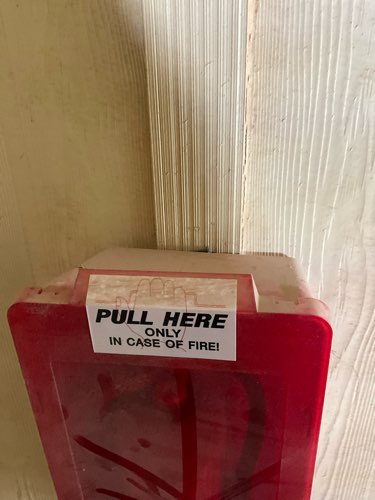 PULL HERE
ONLY
IN CASE OF FIRE!